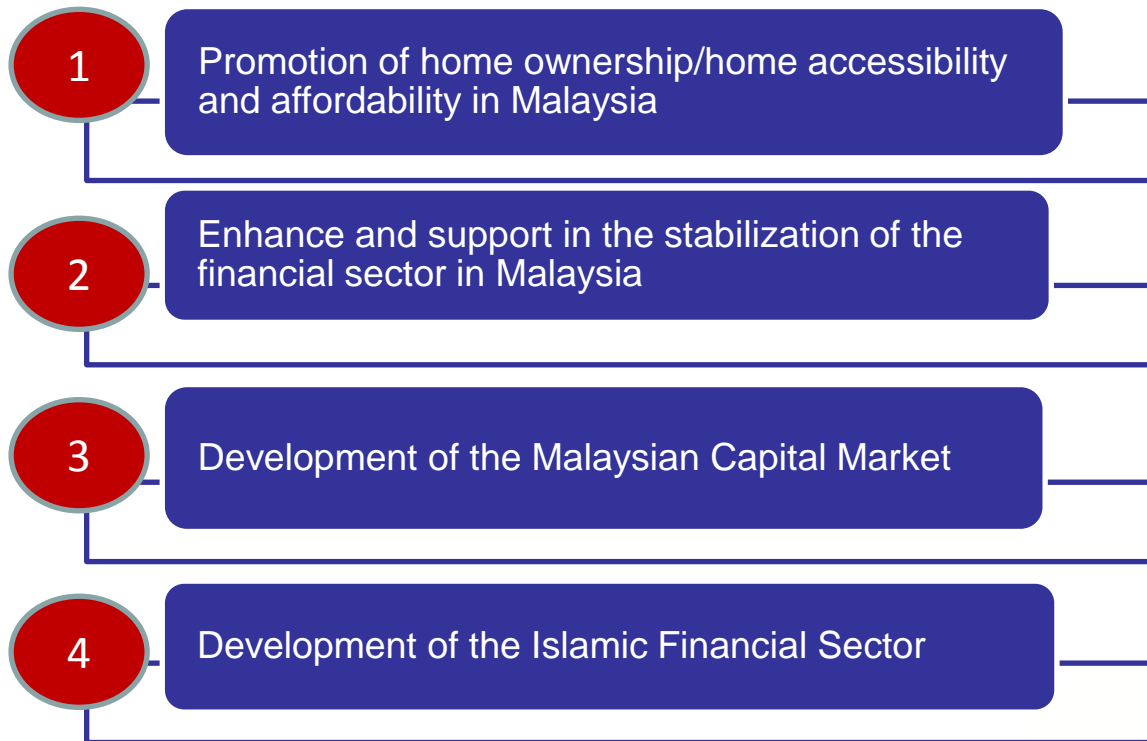 1
Promotion of home ownership/home accessibility
and affordability in Malaysia
2
Enhance and support in the stabilization of the
financial sector in Malaysia
3
Development of the Malaysian Capital Market
4
Development of the Islamic Financial Sector